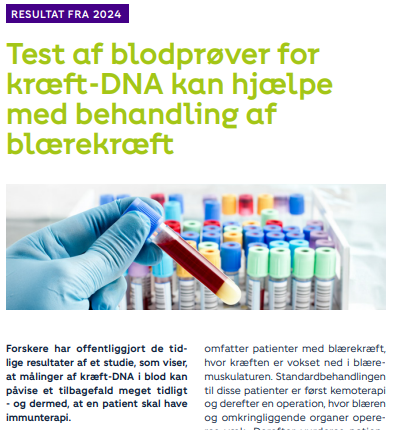 RESULTAT FRA 2024
Test af blodprøver for
kræft-DNA kan hjælpe
med behandling af
blærekræft
Forskere har offentliggjort de tid-
lige resultater af et studie, som viser,
at målinger af kræft-DNA i blod kan
påvise et tilbagefald meget tidligt
- og dermed, at en patient skal have
immunterapi.
omfatter patienter med blærekræft,
hvor kræften er vokset ned i blære-
muskulaturen. Standardbehandlingen
til disse patienter er først kemoterapi
og derefter en operation, hvor blæren
og omkringliggende organer opere-